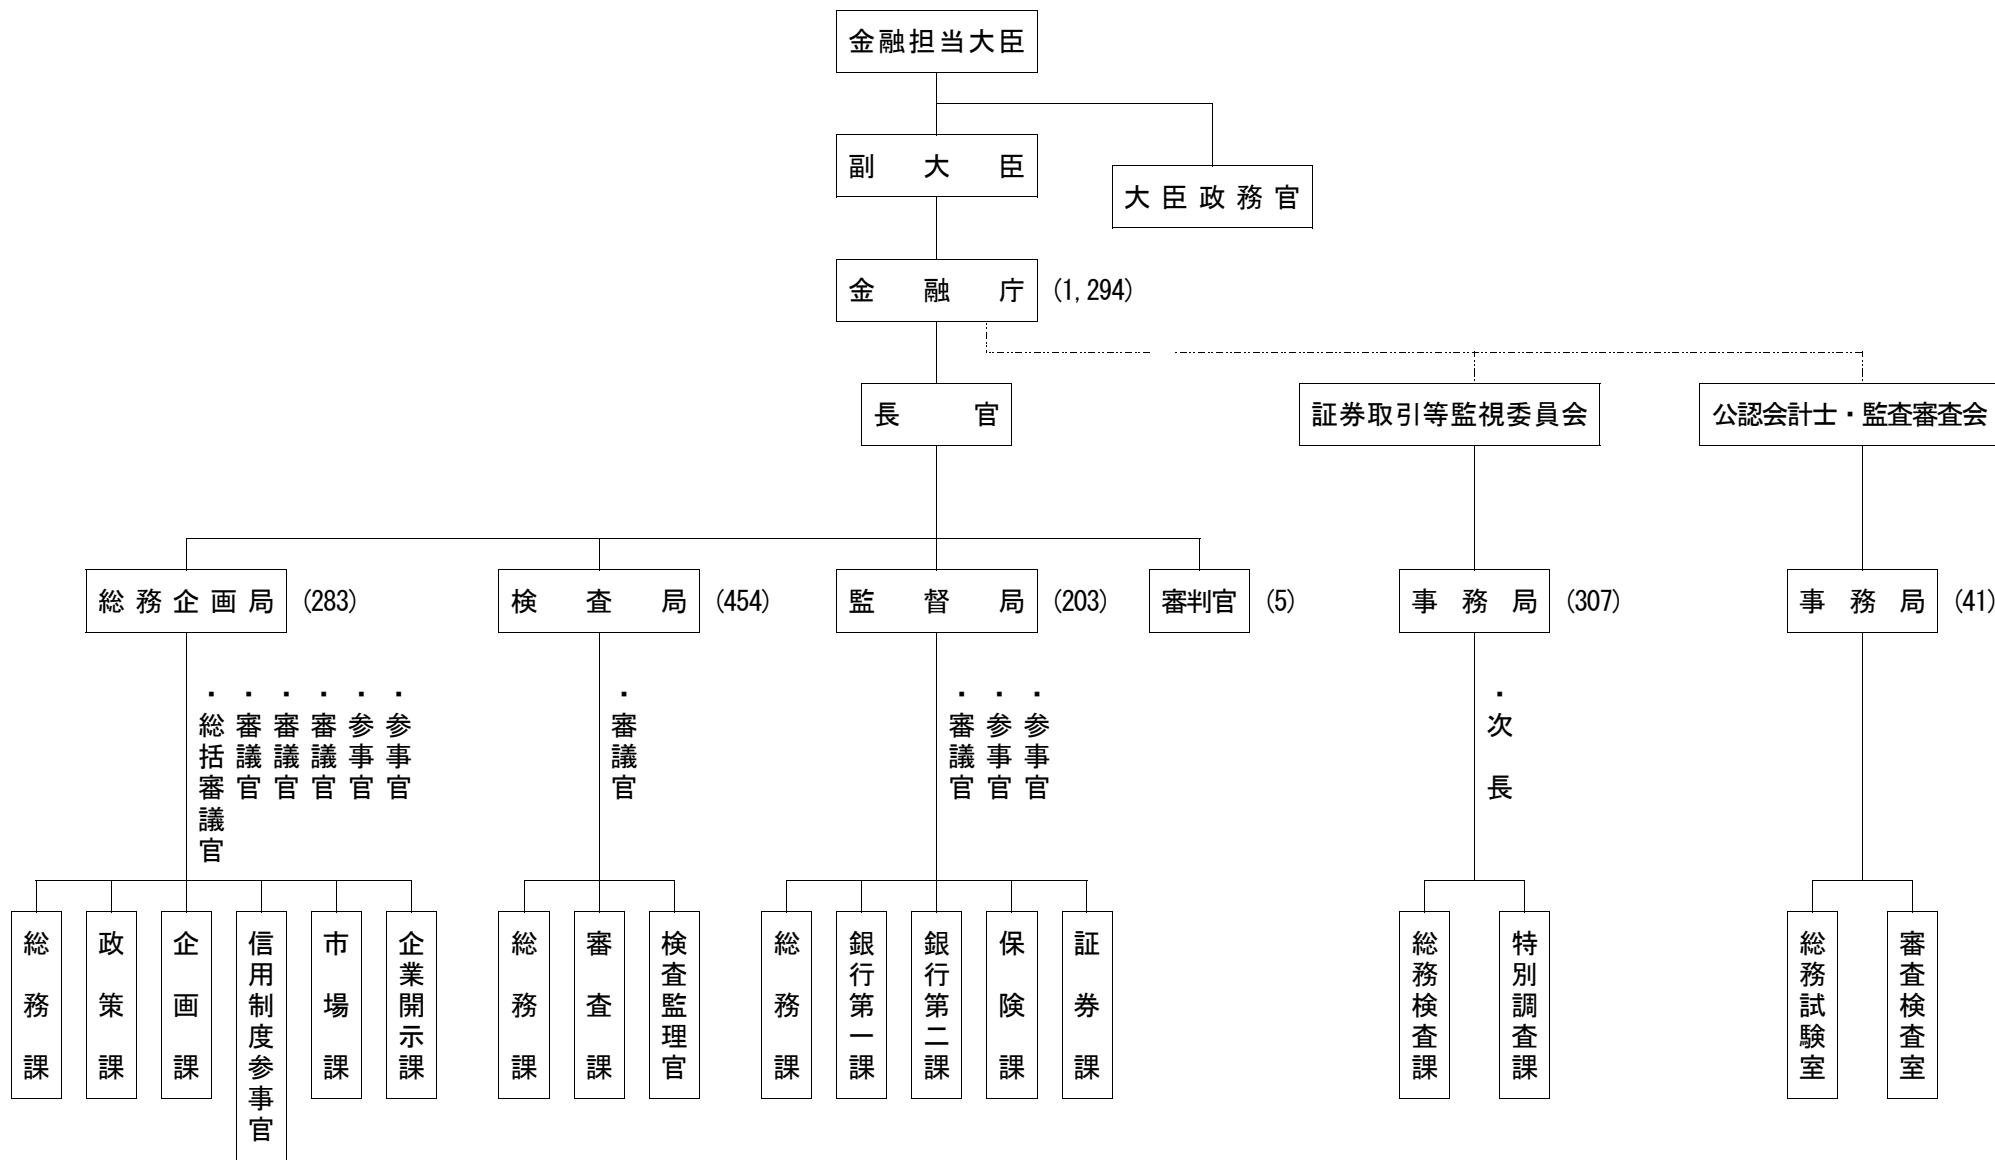 金融担当大臣
副大臣
大臣政務官
金融庁 (1,294)
長官
証券取引等監視委員会
公認会計士・監査審査会
総務企画局 (283)
検査局 (454)
監督局 (203)
審判官 (5)
事務局 (307)
事務局 (41)
・総括審議官
・審議官
・審議官
・審議官
・参事官
・参事官
・審議官
・審議官
・参事官
・参事官
・次長
総務課
政策課
企画課
信用制度参事官
市場課
企業開示課
総務課
審査課
検査監理官
総務課
銀行第一課
銀行第二課
保険課
証券課
総務検査課
特別調査課
総務試験室
審査検査室